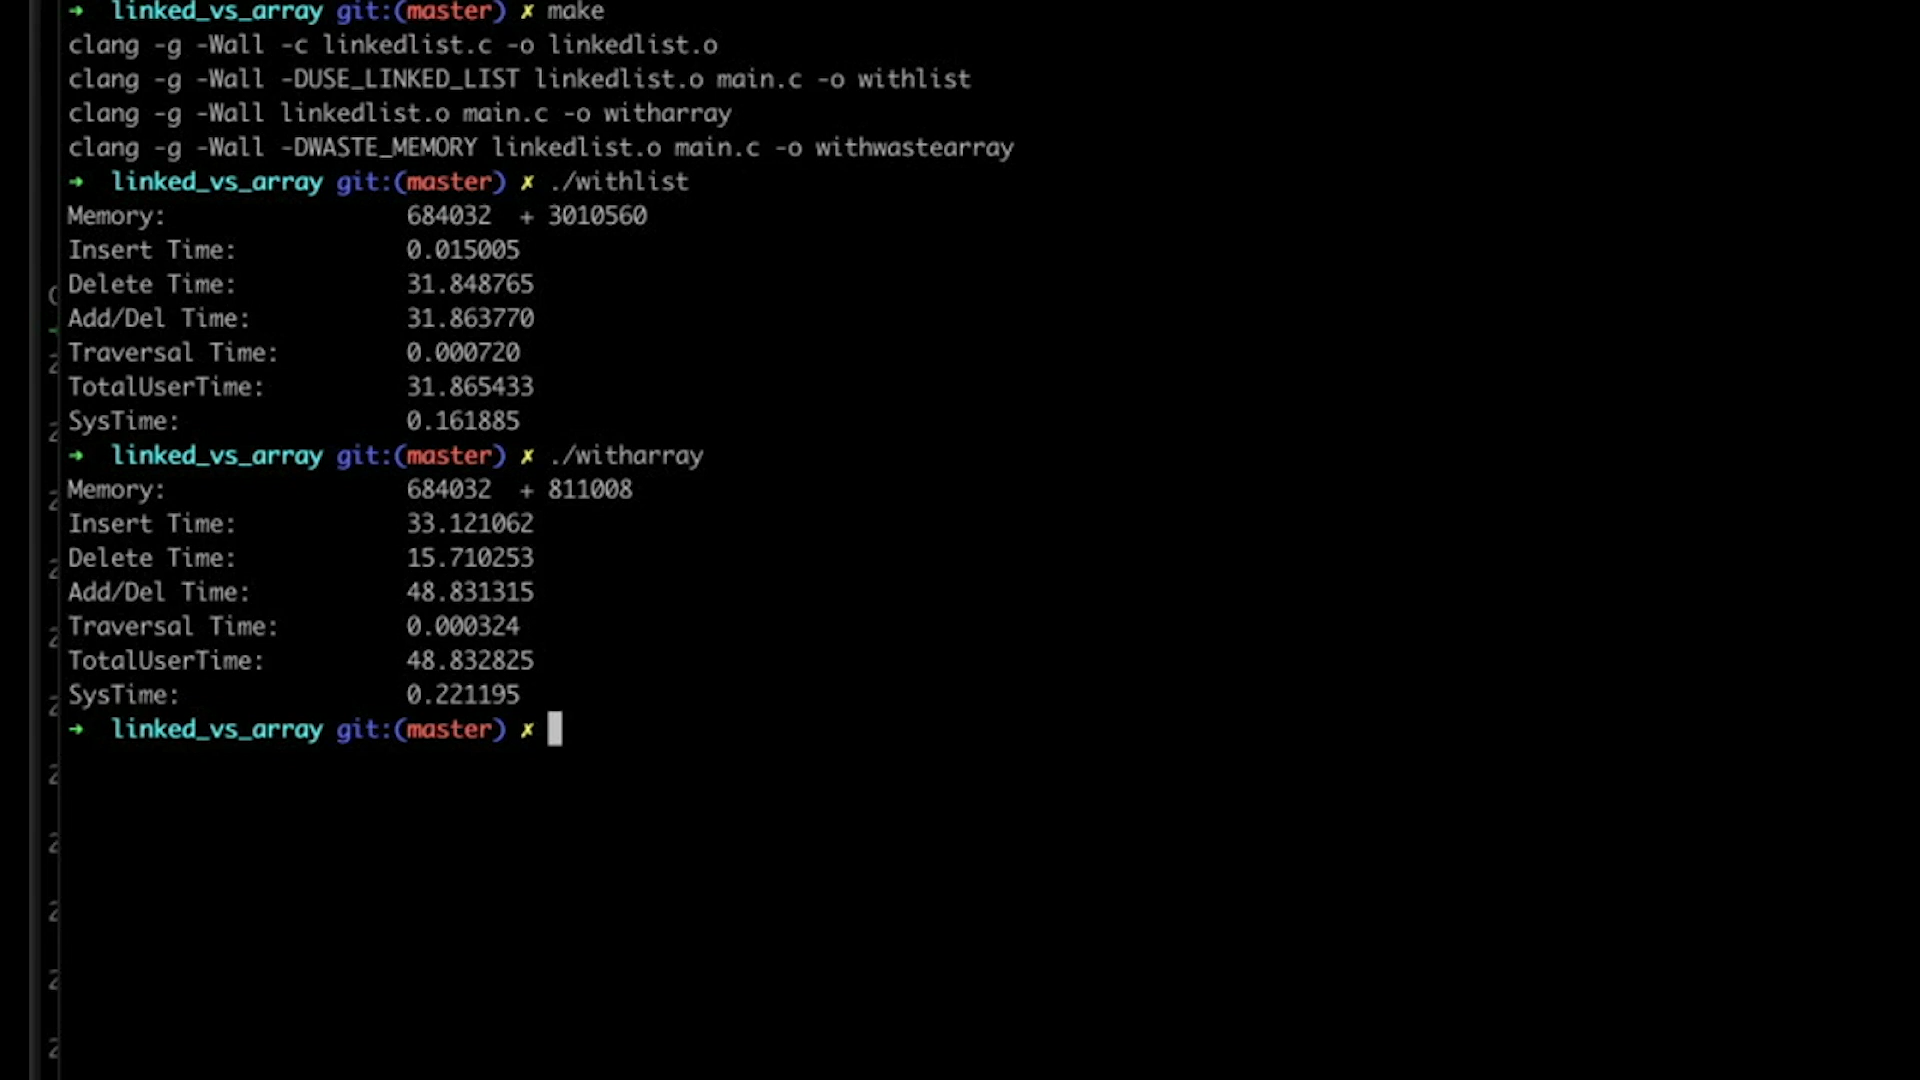 → linked_vs_array git:(master) ✗ make
clang -g -Wall -c linkedlist.c -o linkedlist.o
clang -g -Wall -DUSE_LINKED_LIST linkedlist.o main.c -o withlist
clang -g -Wall linkedlist.o main.c -o witharray
clang -g -Wall -DWASTE_MEMORY linkedlist.o main.c -o withwastearray
→ linked_vs_array git:(master) ✗ ./withlist
Memory: 684032 + 3010560
Insert Time: 0.015005
Delete Time: 31.848765
Add/Del Time: 31.863770
Traversal Time: 0.000720
TotalUserTime: 31.865433
SysTime: 0.161885
→ linked_vs_array git:(master) ✗ ./witharray
Memory: 684032 + 811008
Insert Time: 33.121062
Delete Time: 15.710253
Add/Del Time: 48.831315
Traversal Time: 0.000324
TotalUserTime: 48.832825
SysTime: 0.221195
→ linked_vs_array git:(master) ✗